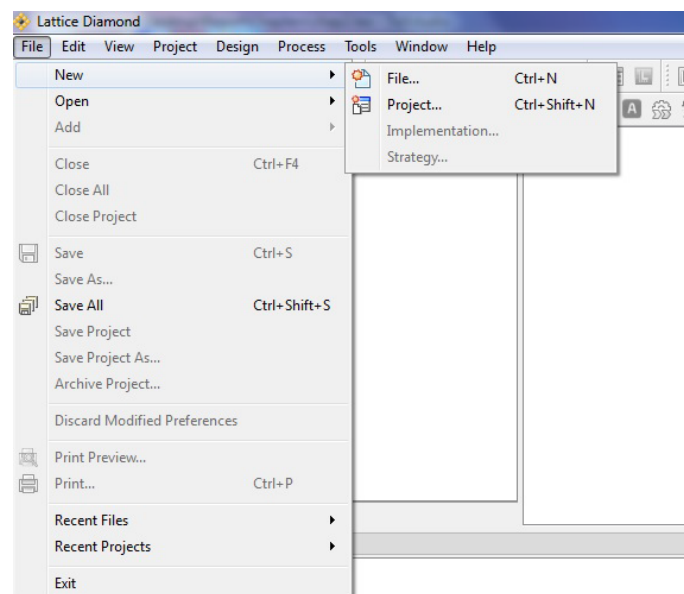 Lattice Diamond
File Edit View Project Design Process Tools Window Help
New
Open
Add
Close Ctrl+F4
Close All
Close Project
Save Ctrl+S
Save As...
Save All Ctrl+Shift+S
Save Project
Save Project As...
Archive Project...
Discard Modified Preferences
Print Preview...
Print... Ctrl+P
Recent Files
Recent Projects
Exit
File... Ctrl+N
Project... Ctrl+Shift+N
Implementation...
Strategy...
A